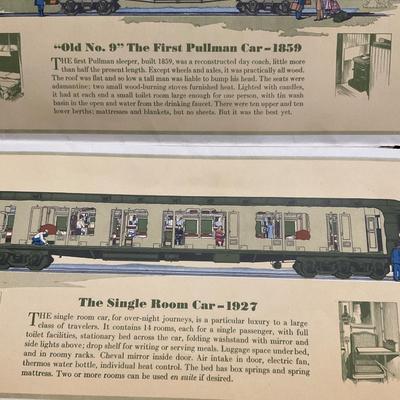 “Old No. 9” The First Pullman Car–1859
THE first Pullman sleeper, built 1859, was a reconstructed day coach, little more
than half the present length. Except wheels and axles, it was practically all wood.
The roof was flat and so low a tall man was liable to bump his head. The seats were
adamantine; two small wood-burning stoves furnished heat. Lighted with candles,
it had at each end a small toilet room large enough for one person, with tin wash
basin in the open and water from the drinking faucet. There were ten upper and ten
lower berths; mattresses and blankets, but no sheets. But it was the best yet.
The Single Room Car–1927
THE single room car, for over-night journeys, is a particular luxury to a large
class of travelers. It contains 14 rooms, each for a single passenger, with full
toilet facilities, stationary bed across the car, folding washstand with mirror and
side lights above; drop shelf for writing or serving meals. Luggage space under bed,
and in roomy racks. Cheval mirror inside door. Air intake in door, electric fan,
thermos water bottle, individual heat control. The bed has box springs and spring
mattress. Two or more rooms can be used en suite if desired.